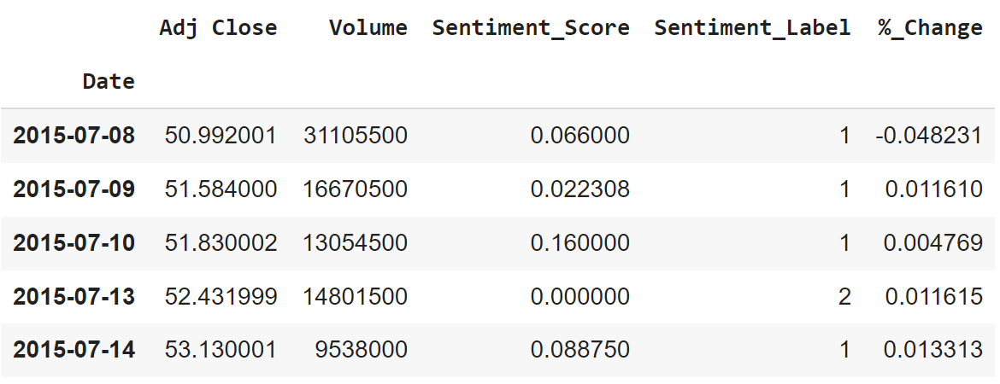 Adj Close Volume Sentiment_Score Sentiment_Label %_Change
Date
2015-07-08 50.992001 31105500 0.066000 1 -0.048231
2015-07-09 51.584000 16670500 0.022308 1 0.011610
2015-07-10 51.830002 13054500 0.160000 1 0.004769
2015-07-13 52.431999 14801500 0.000000 2 0.011615
2015-07-14 53.130001 9538000 0.088750 1 0.013313